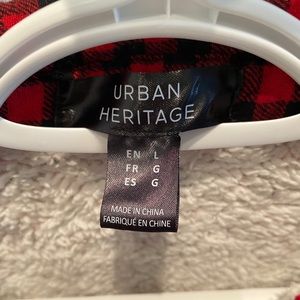 URBAN
HERITAGE
EN L
FR G
ES G
MADE IN CHINA
FABRIQUÉ EN CHINE